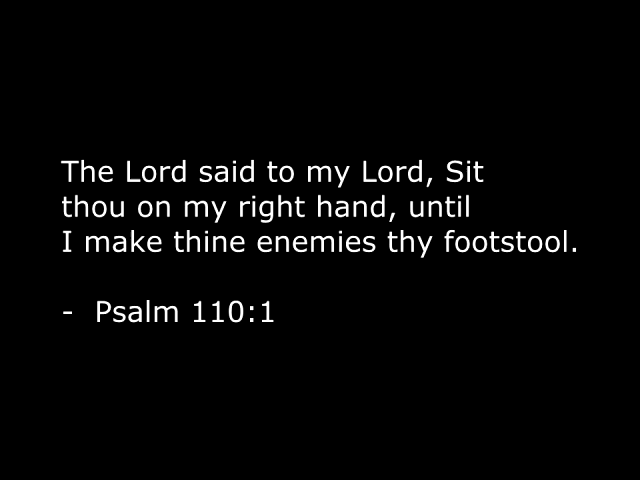 The Lord said to my Lord, Sit
thou on my right hand, until
I make thine enemies thy footstool.
- Psalm 110:1